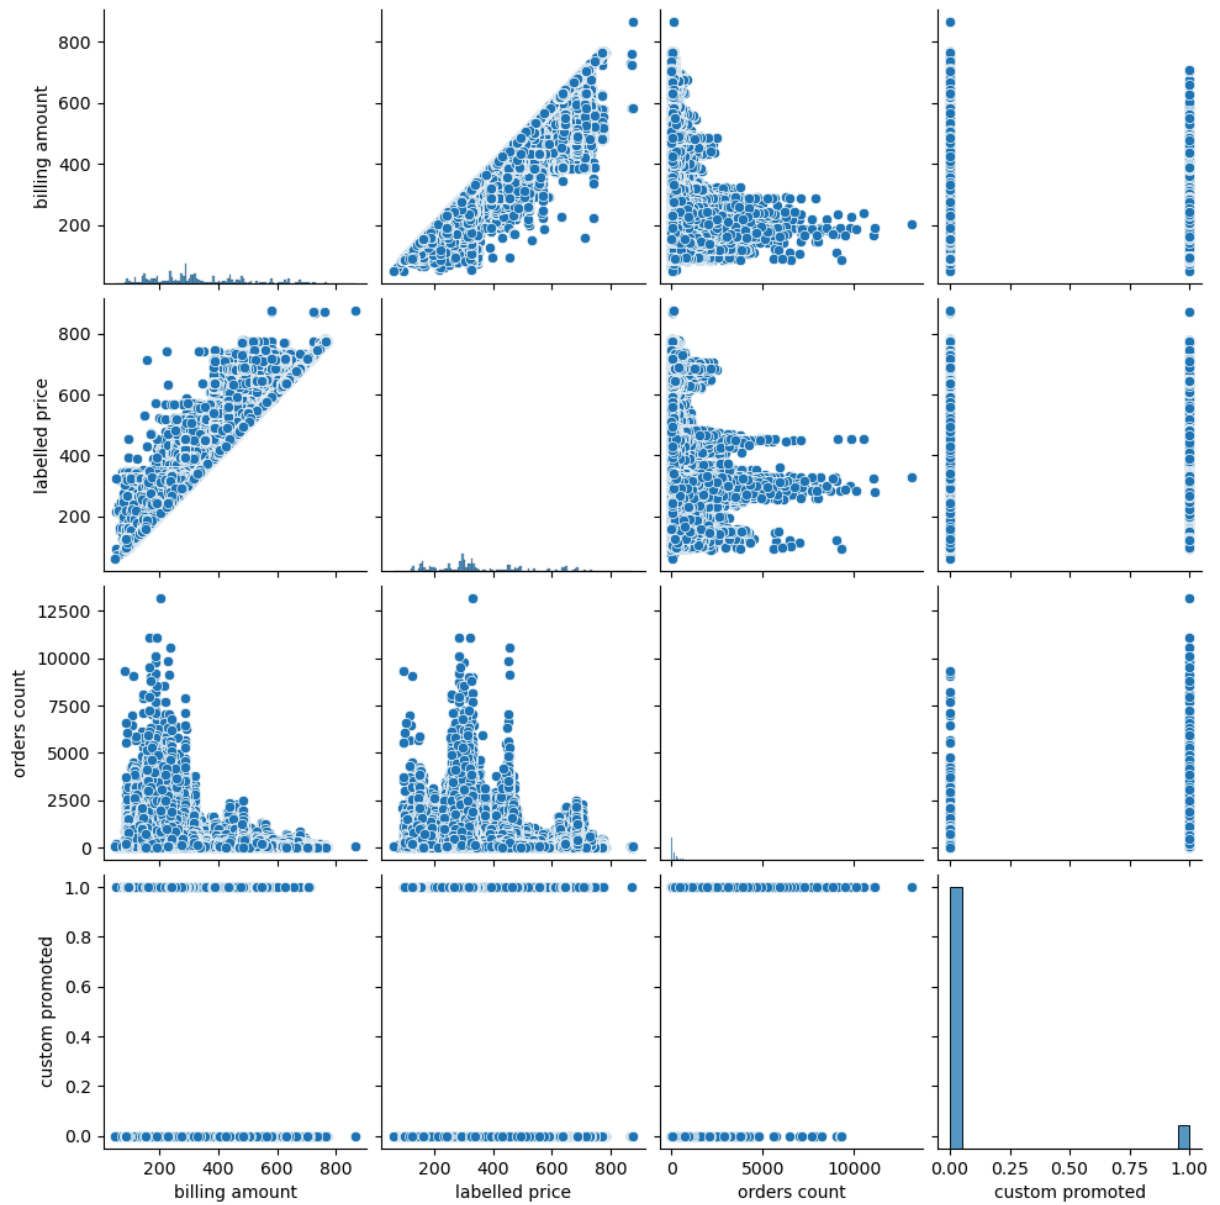 800
600
400
200
billing amount
800
600
400
200
labelled price
12500
10000
7500
5000
2500
0
orders count
1.0
0.8
0.6
0.4
0.2
0.0
custom promoted
200 400 600 800
billing amount
200 400 600 800
labelled price
0 5000 10000
orders count
0.00 0.25 0.50 0.75 1.00
custom promoted